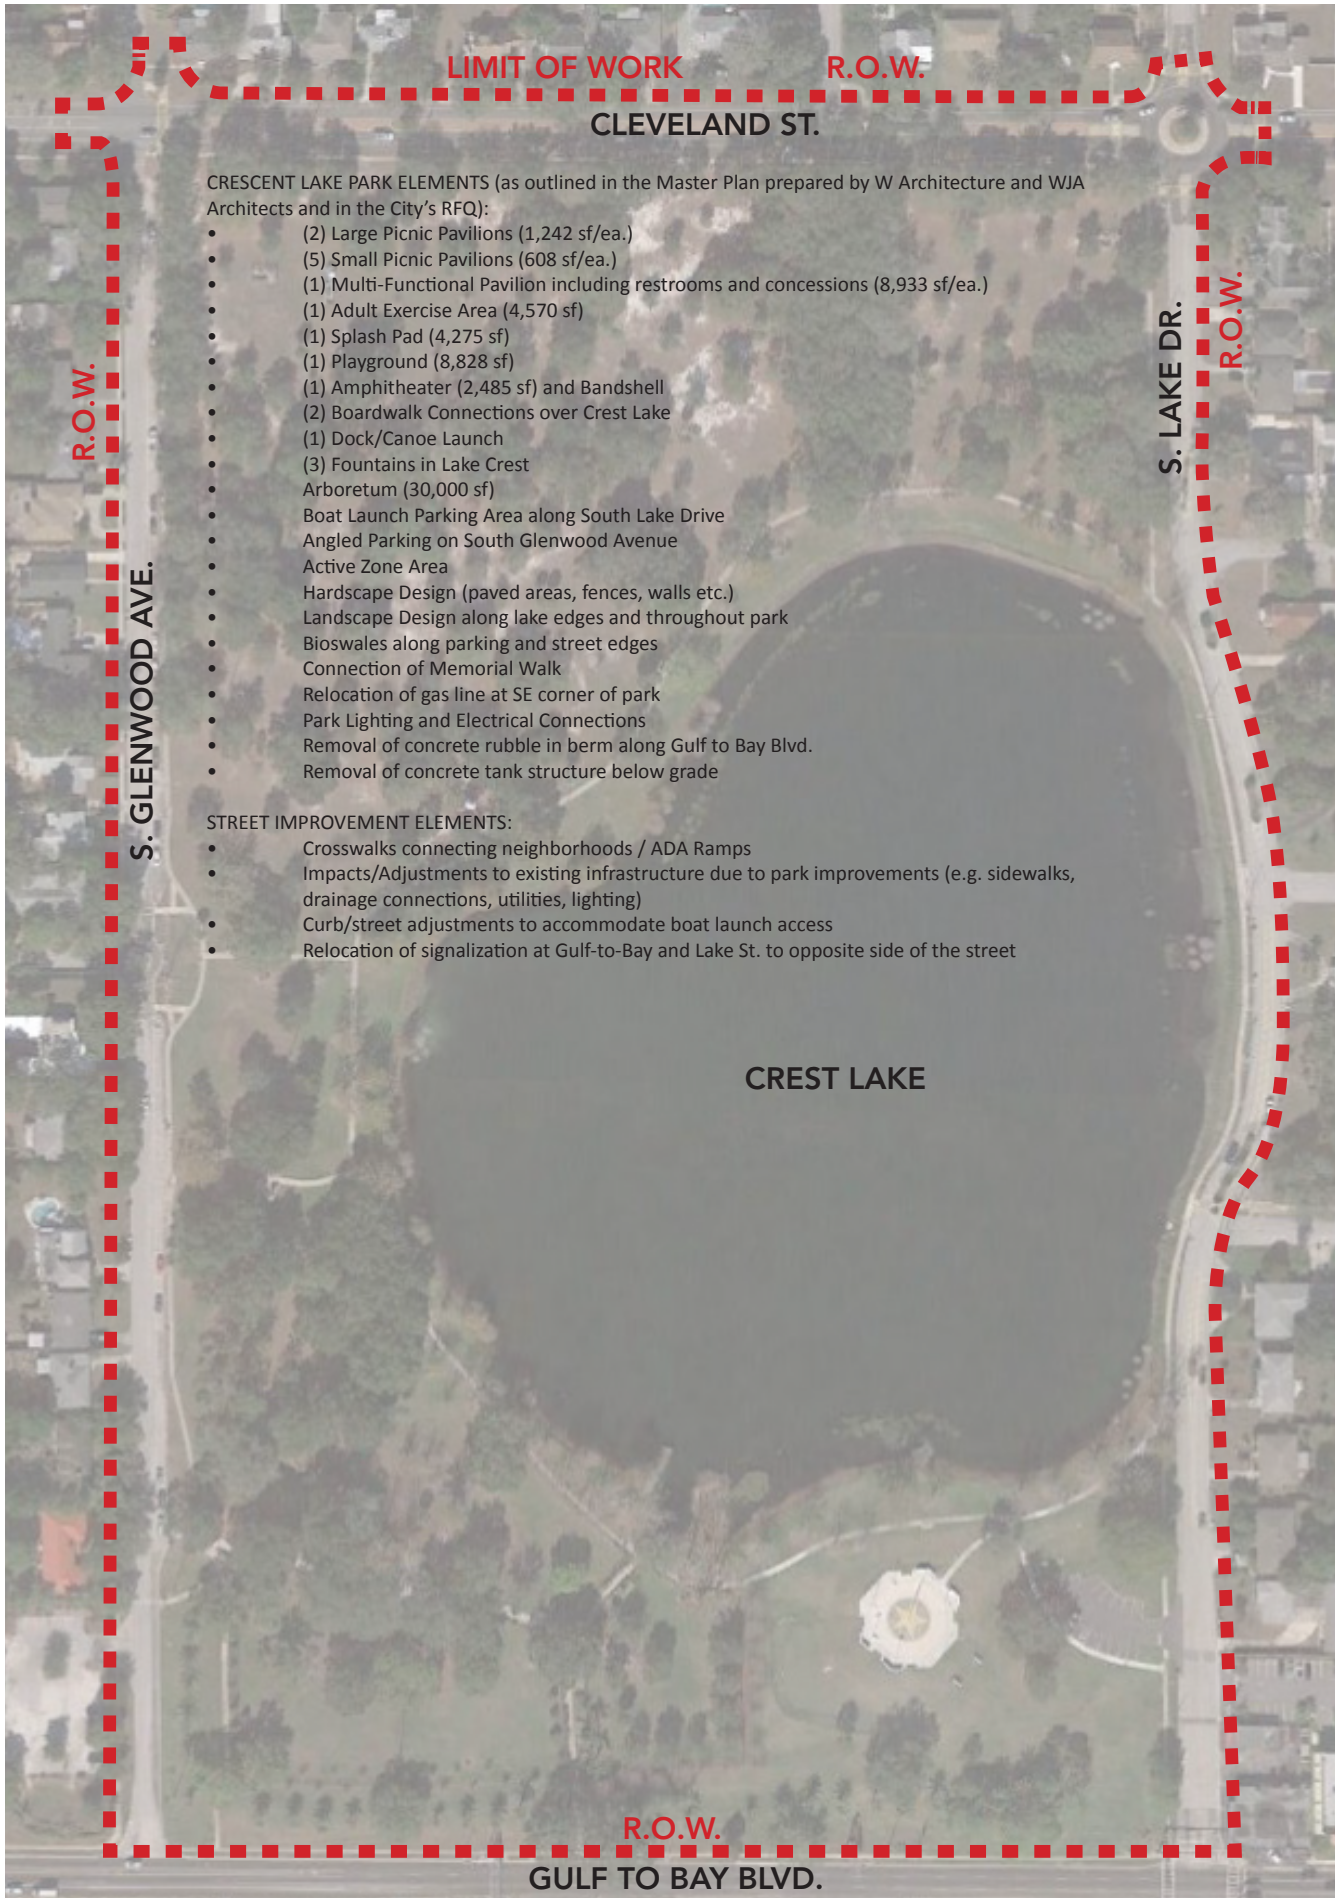 LIMIT OF WORK
R.O.W.
CLEVELAND ST.
CRESCENT LAKE PARK ELEMENTS (as outlined in the Master Plan prepared by W Architecture and WJA
Architects and in the City's RFQ):
• (2) Large Picnic Pavilions (1,242 sf/ea.)
• (5) Small Picnic Pavilions (608 sf/ea.)
• (1) Multi-Functional Pavilion including restrooms and concessions (8,933 sf/ea.)
• (1) Adult Exercise Area (4,570 sf)
• (1) Splash Pad (4,275 sf)
• (1) Playground (8,828 sf)
• (1) Amphitheater (2,485 sf) and Bandshell
• (2) Boardwalk Connections over Crest Lake
• (1) Dock/Canoe Launch
• (3) Fountains in Lake Crest
• Arboretum (30,000 sf)
• Boat Launch Parking Area along South Lake Drive
• Angled Parking on South Glenwood Avenue
• Active Zone Area
• Hardscape Design (paved areas, fences, walls etc.)
• Landscape Design along lake edges and throughout park
• Bioswales along parking and street edges
• Connection of Memorial Walk
• Relocation of gas line at SE corner of park
• Park Lighting and Electrical Connections
• Removal of concrete rubble in berm along Gulf to Bay Blvd.
• Removal of concrete tank structure below grade
STREET IMPROVEMENT ELEMENTS:
• Crosswalks connecting neighborhoods / ADA Ramps
• Impacts/Adjustments to existing infrastructure due to park improvements (e.g. sidewalks,
drainage connections, utilities, lighting)
• Curb/street adjustments to accommodate boat launch access
• Relocation of signalization at Gulf-to-Bay and Lake St. to opposite side of the street
R.O.W.
S. GLENWOOD AVE.
S. LAKE DR.
R.O.W.
CREST LAKE
R.O.W.
GULF TO BAY BLVD.